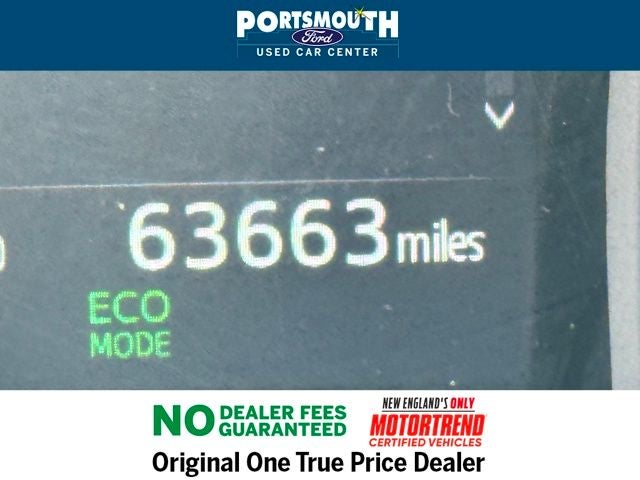 PORTSMOUTH
Ford
USED CAR CENTER
63663 miles
ECO
MODE
NO DEALER FEES
GUARANTEED
NEW ENGLAND'S ONLY
MOTORTREND
CERTIFIED VEHICLES
Original One True Price Dealer